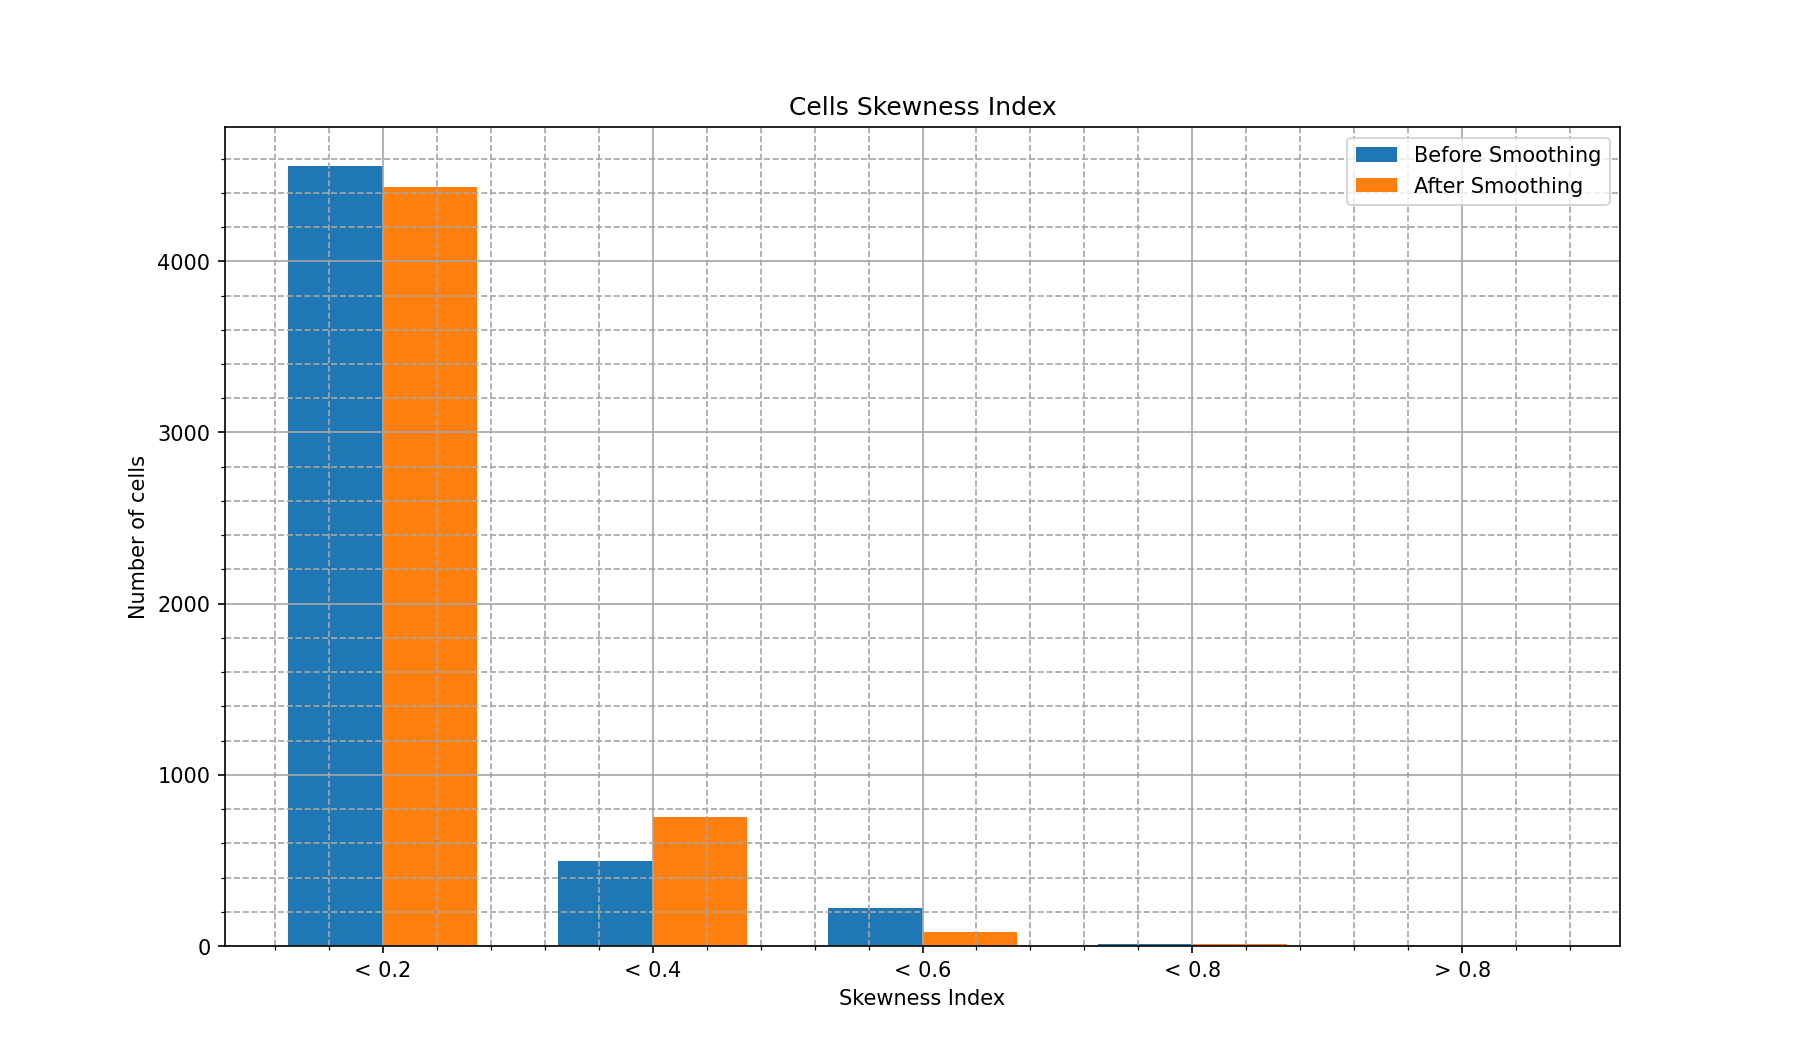 Cells Skewness Index
Before Smoothing
After Smoothing
4000
3000
2000
1000
0
Number of cells
< 0.2
< 0.4
< 0.6
< 0.8
> 0.8
Skewness Index